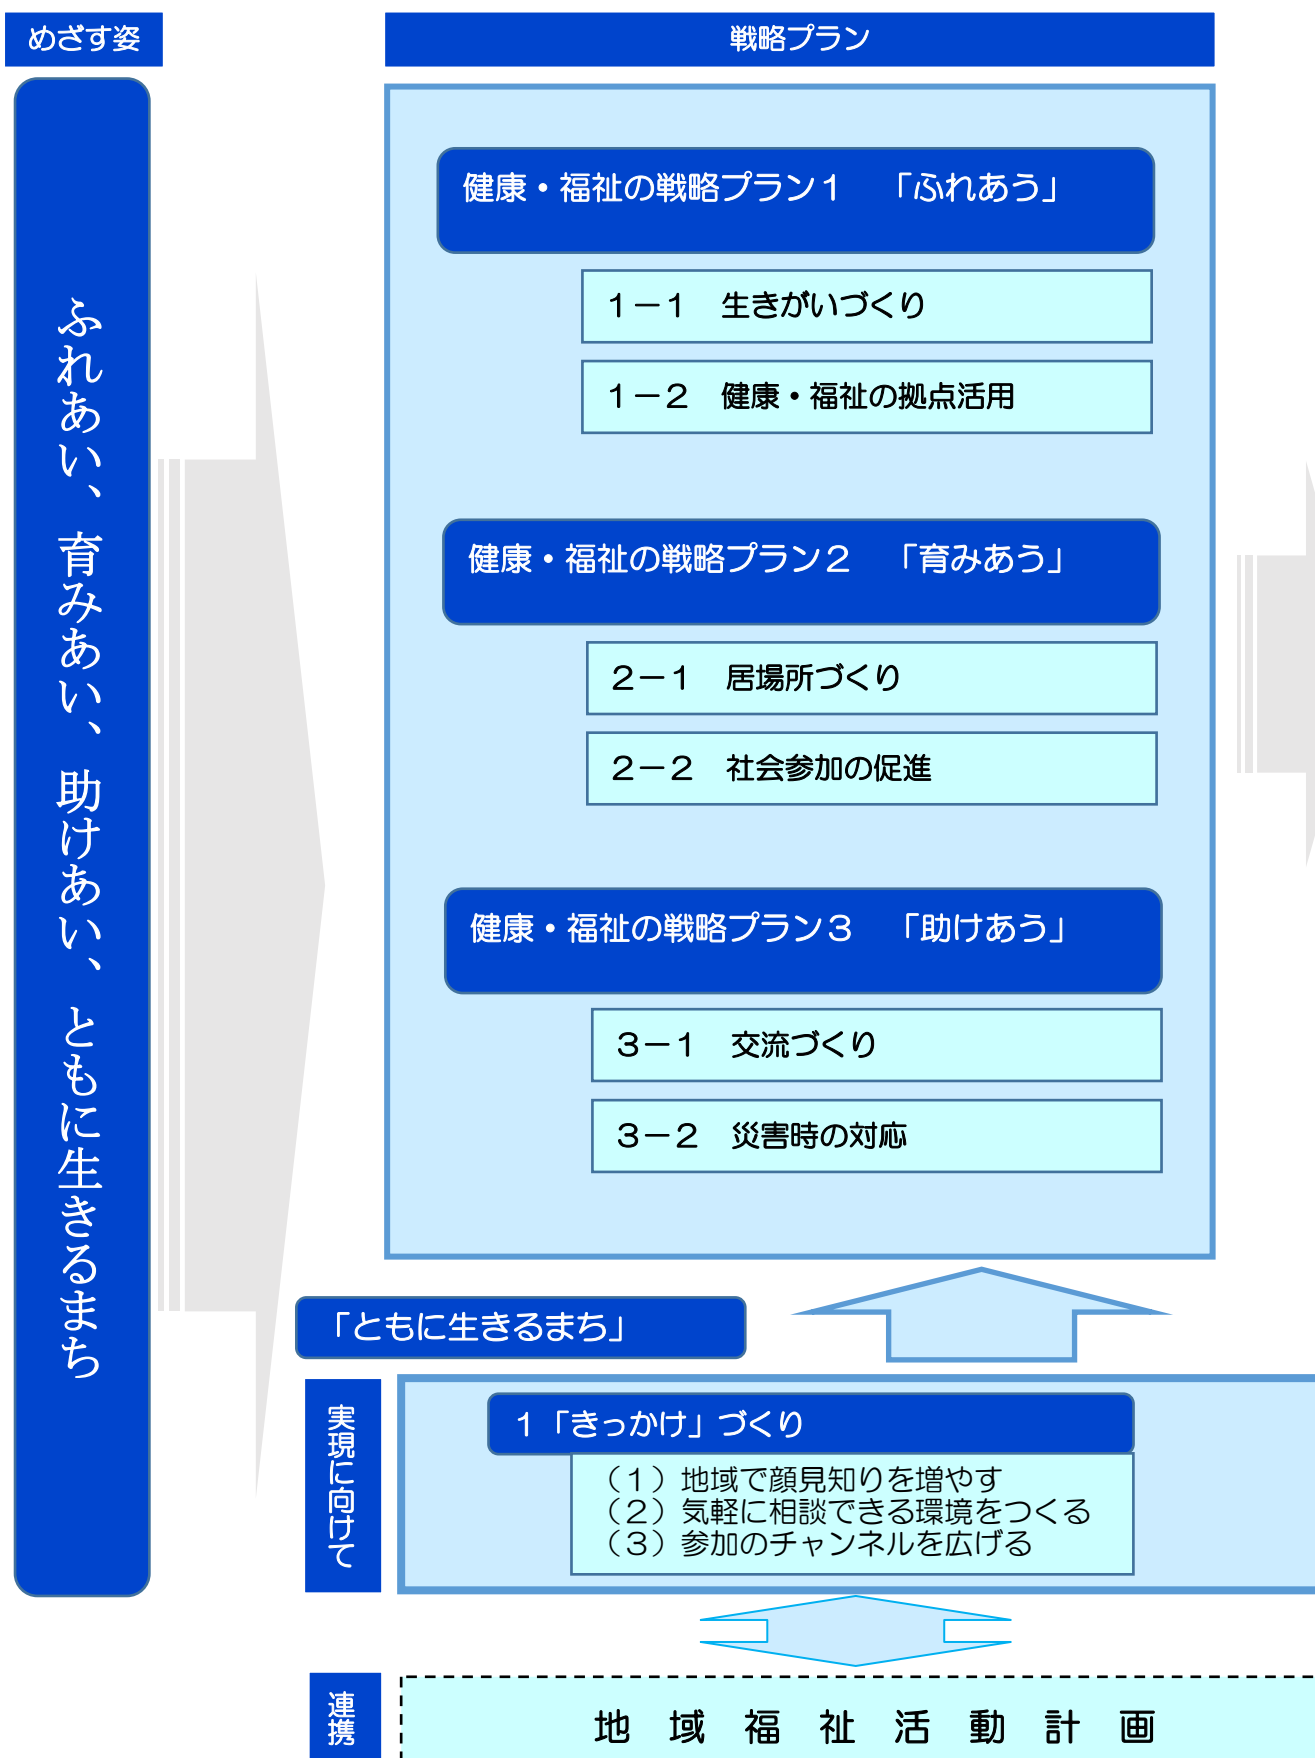 めざす姿
戦略プラン
ふれあい、育みあい、助けあい、ともに生きるまち
健康・福祉の戦略プラン１　「ふれあう」
１－１　生きがいづくり
１－２　健康・福祉の拠点活用
健康・福祉の戦略プラン２　「育みあう」
２－１　居場所づくり
２－２　社会参加の促進
健康・福祉の戦略プラン３　「助けあう」
３－１　交流づくり
３－２　災害時の対応
「ともに生きるまち」
実現に向けて
１「きっかけ」づくり
（１）地域で顔見知りを増やす
（２）気軽に相談できる環境をつくる
（３）参加のチャンネルを広げる
連携
地　域　福　祉　活　動　計　画